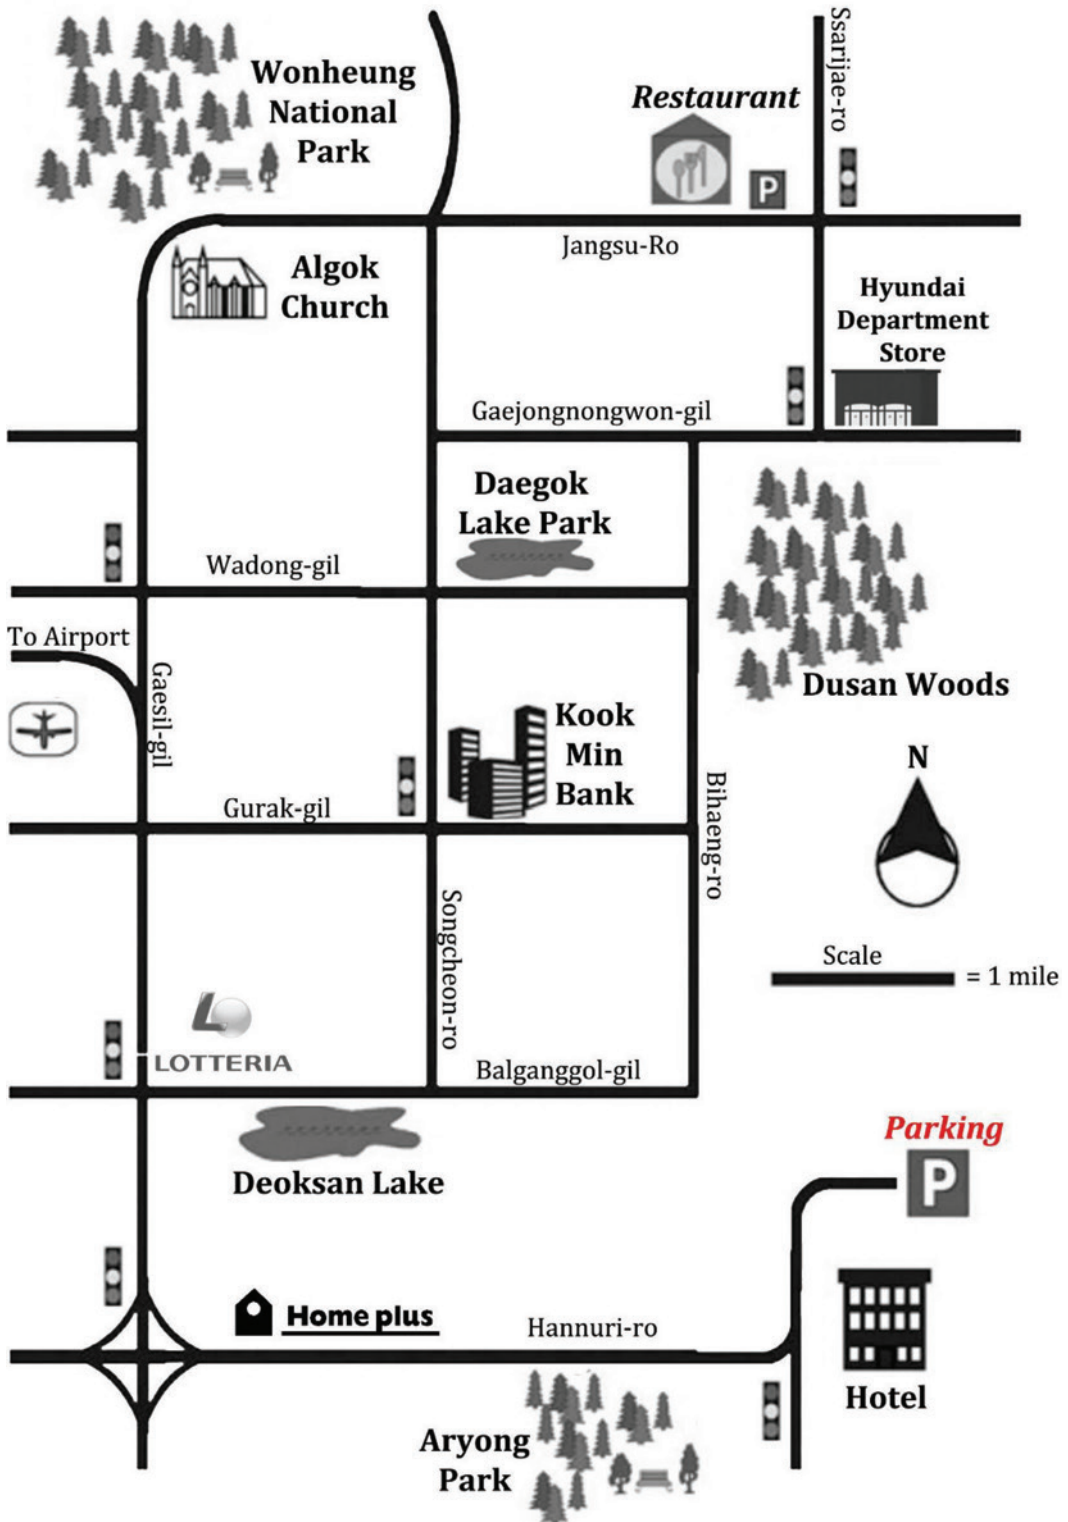 Wonheung
National
Park
Restaurant
P
Ssarijae-ro
Jangsu-Ro
Algok
Church
Hyundai
Department
Store
Gaejongnongwon-gil
Daegok
Lake Park
Wadong-gil
To Airport
Gaesil-gil
Dusan Woods
Kook
Min
Bank
N
Bihaeng-ro
Gurak-gil
Songcheon-ro
Scale
= 1 mile
L
LOTTERIA
Balganggol-gil
Deoksan Lake
Parking
P
Home plus
Hannuri-ro
Hotel
Aryong
Park